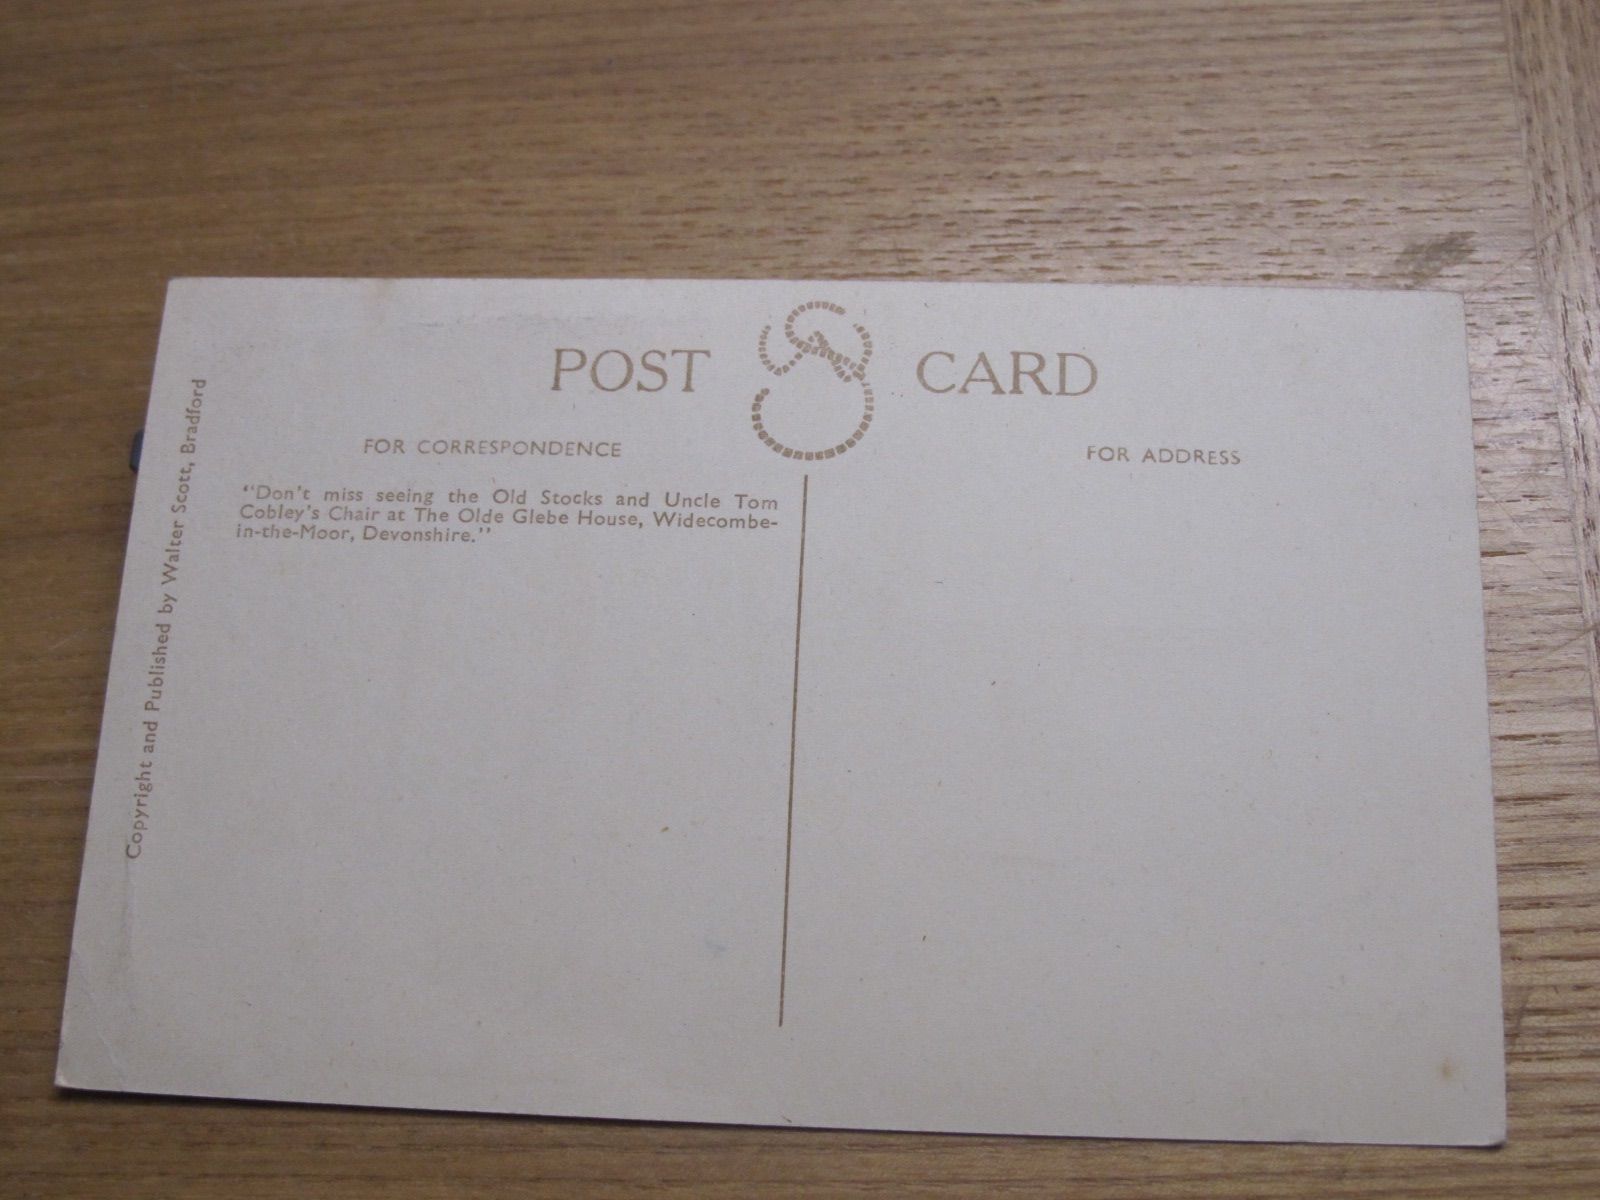 POST CARD
FOR CORRESPONDENCE
FOR ADDRESS
"Don't miss seeing the Old Stocks and Uncle Tom
Cobley's Chair at The Olde Glebe House, Widecombe-
in-the-Moor, Devonshire."
Copyright and Published by Walter Scott, Bradford